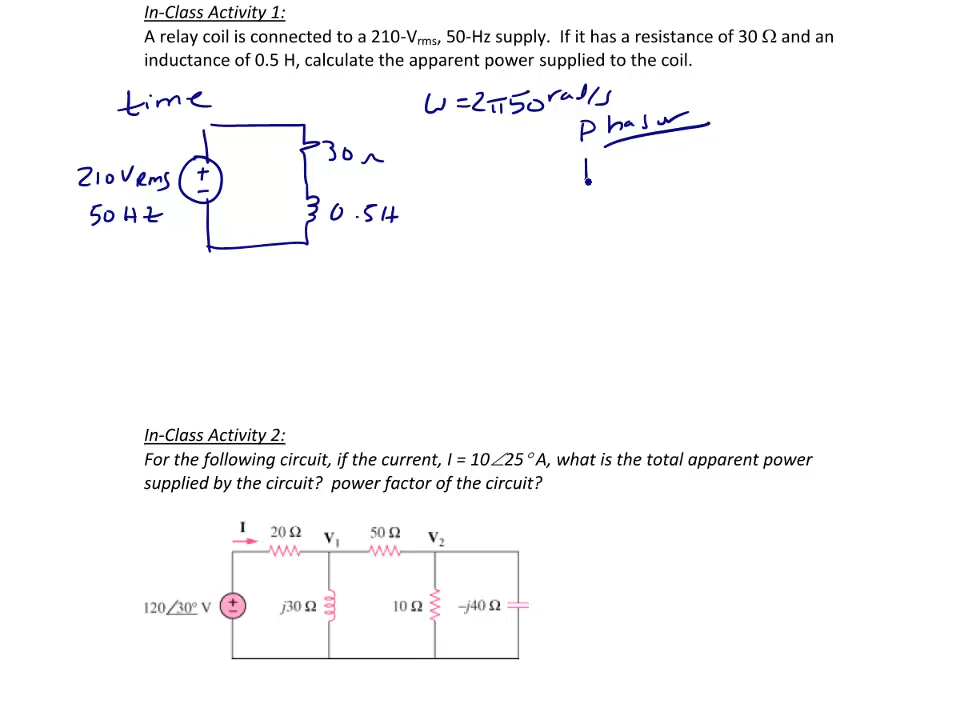 In-Class Activity 1:
A relay coil is connected to a 210-Vrms, 50-Hz supply.  If it has a resistance of 30 Ω and an
inductance of 0.5 H, calculate the apparent power supplied to the coil.
time
ω = 2π50 rad/s
Phasor
210 VRMS
50 HZ
+
−
30 Ω
0.5H
In-Class Activity 2:
For the following circuit, if the current, I = 10∠25°A, what is the total apparent power
supplied by the circuit?  power factor of the circuit?
I
20 Ω
V1
50 Ω
V2
120/30° V
+
−
j30 Ω
10 Ω
−j40 Ω